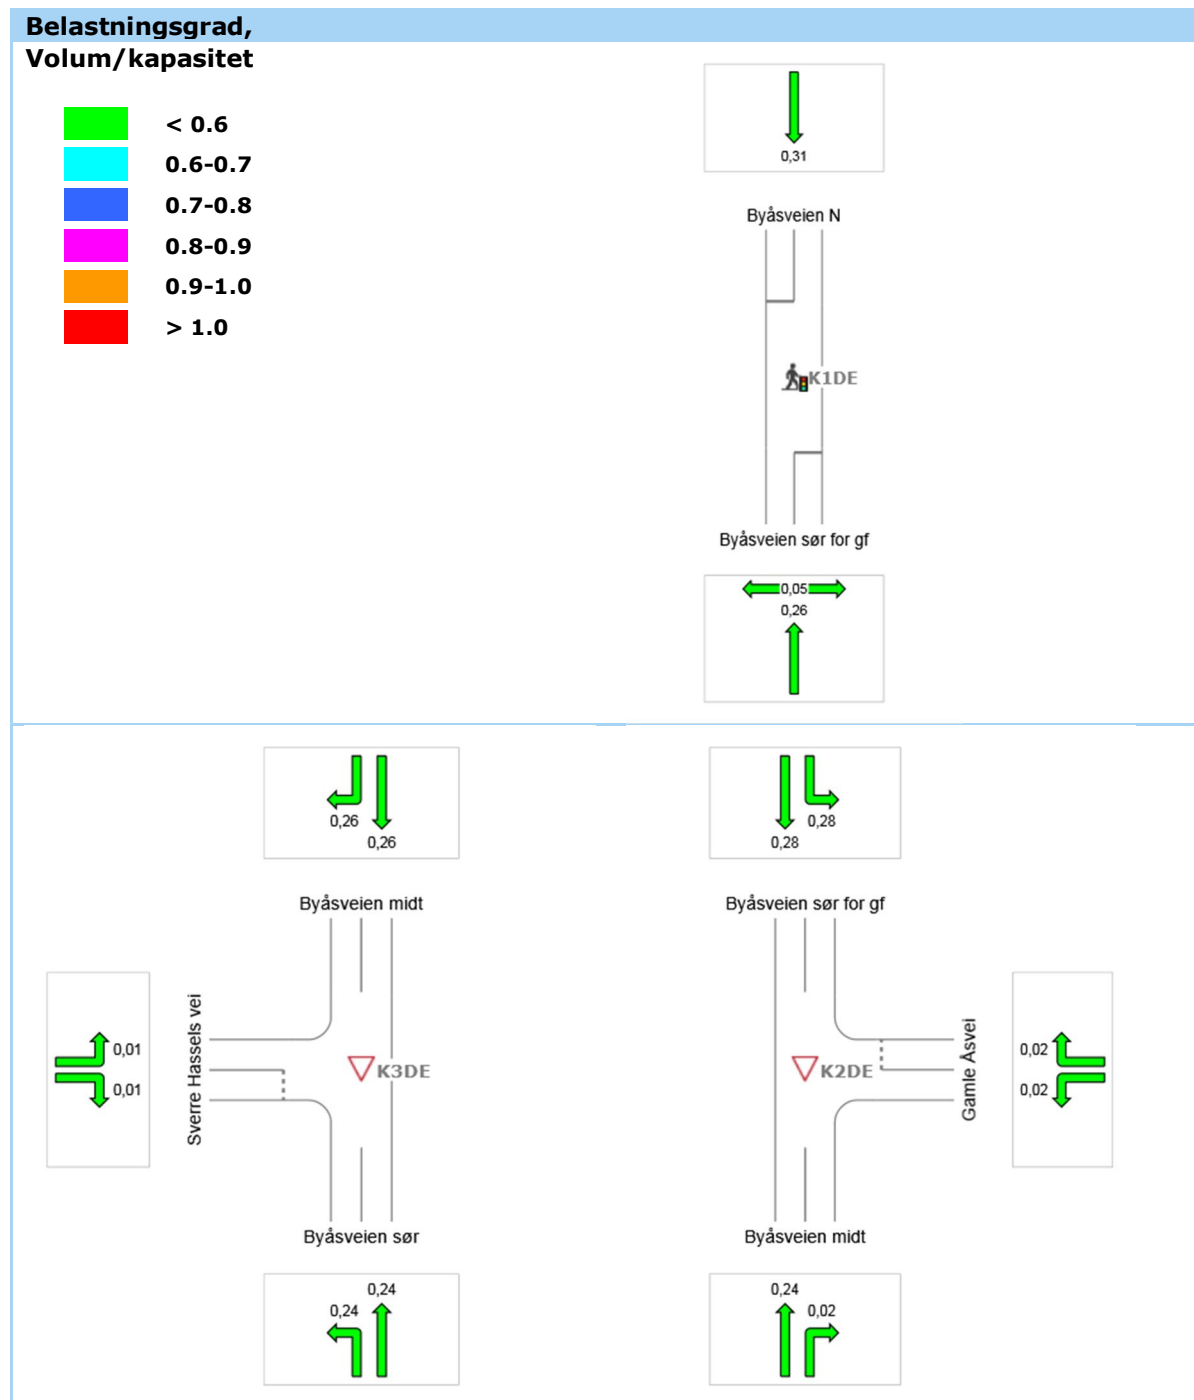 Belastningsgrad,
Volum/kapasitet
< 0.6
0.6-0.7
0.7-0.8
0.8-0.9
0.9-1.0
> 1.0
0,31
Byåsveien N
K1DE
Byåsveien sør for gf
0,05
0,26
0,26
0,26
Byåsveien midt
Sverre Hassels vei
0,01
0,01
K3DE
Byåsveien sør
0,24
0,24
0,28
0,28
Byåsveien sør for gf
K2DE
Gamle Åsvei
0,02
0,02
Byåsveien midt
0,24
0,02